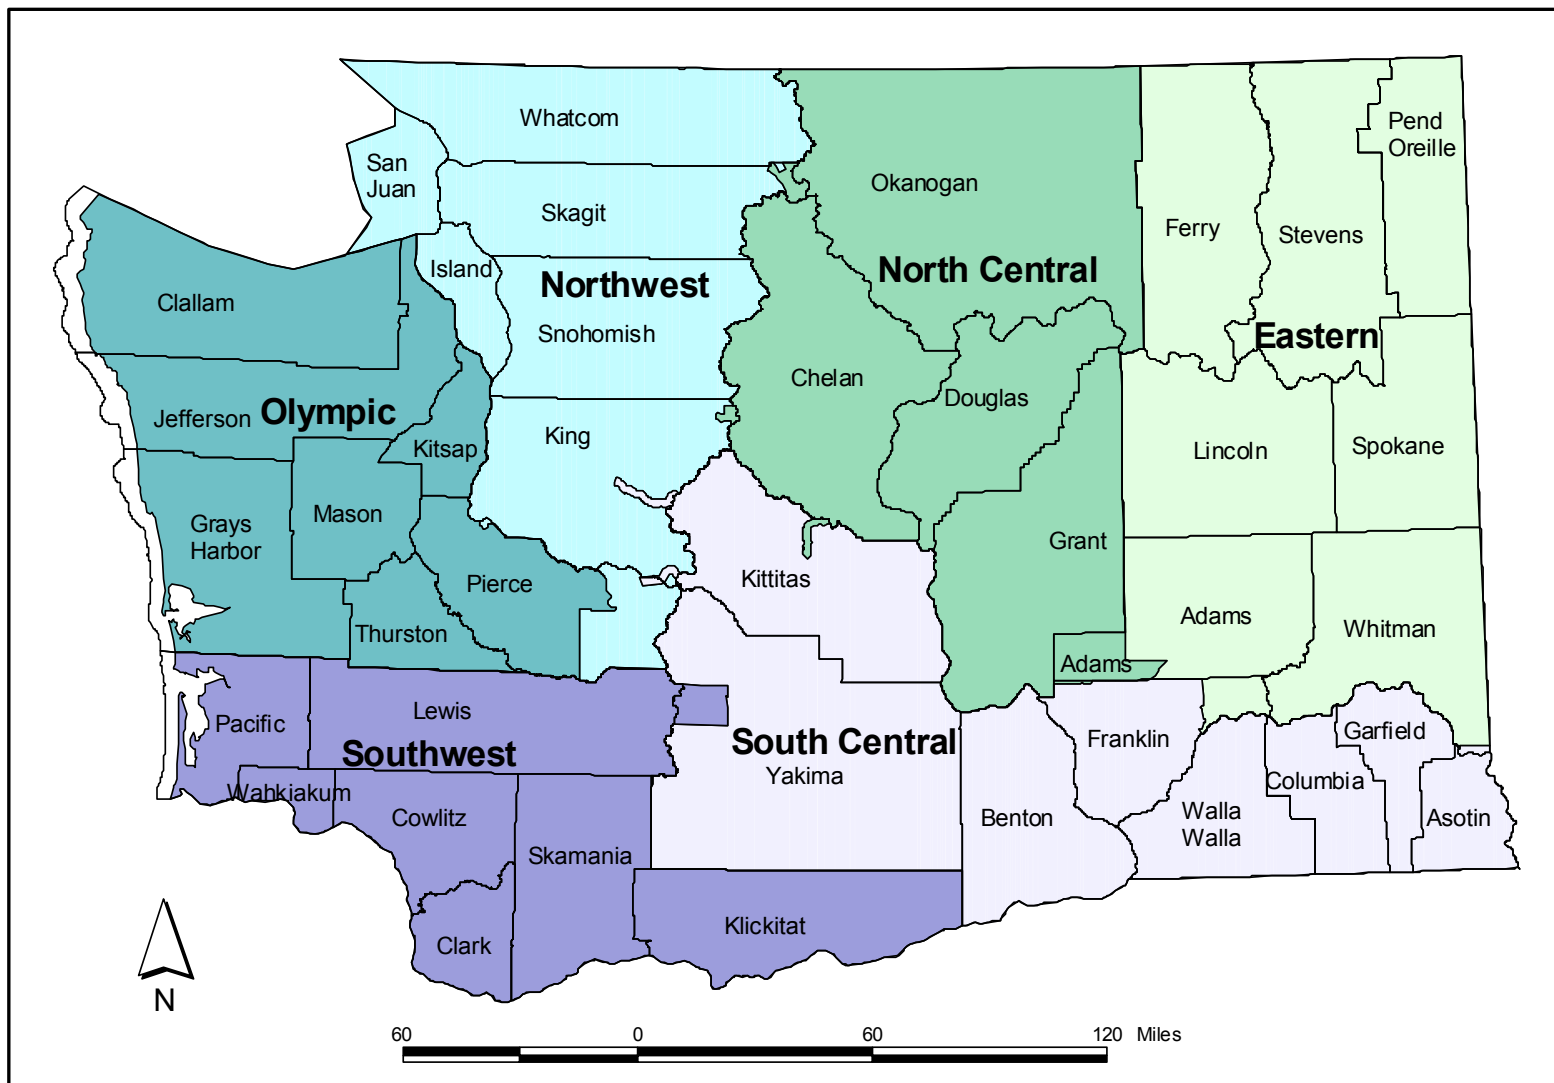 Whatcom
Pend
Oreille
San
Juan
Okanogan
Skagit
Ferry
Stevens
Island
North Central
Northwest
Clallam
Snohomish
Eastern
Chelan
Douglas
Jefferson
Olympic
King
Kitsap
Lincoln
Spokane
Mason
Grays
Harbor
Grant
Kittitas
Pierce
Adams
Whitman
Thurston
Adams
Pacific
Lewis
Garfield
Franklin
South Central
Southwest
Yakima
Columbia
Wahkiakum
Cowlitz
Benton
Walla
Walla
Asotin
Skamania
Klickitat
Clark
N
60 0 60 120 Miles